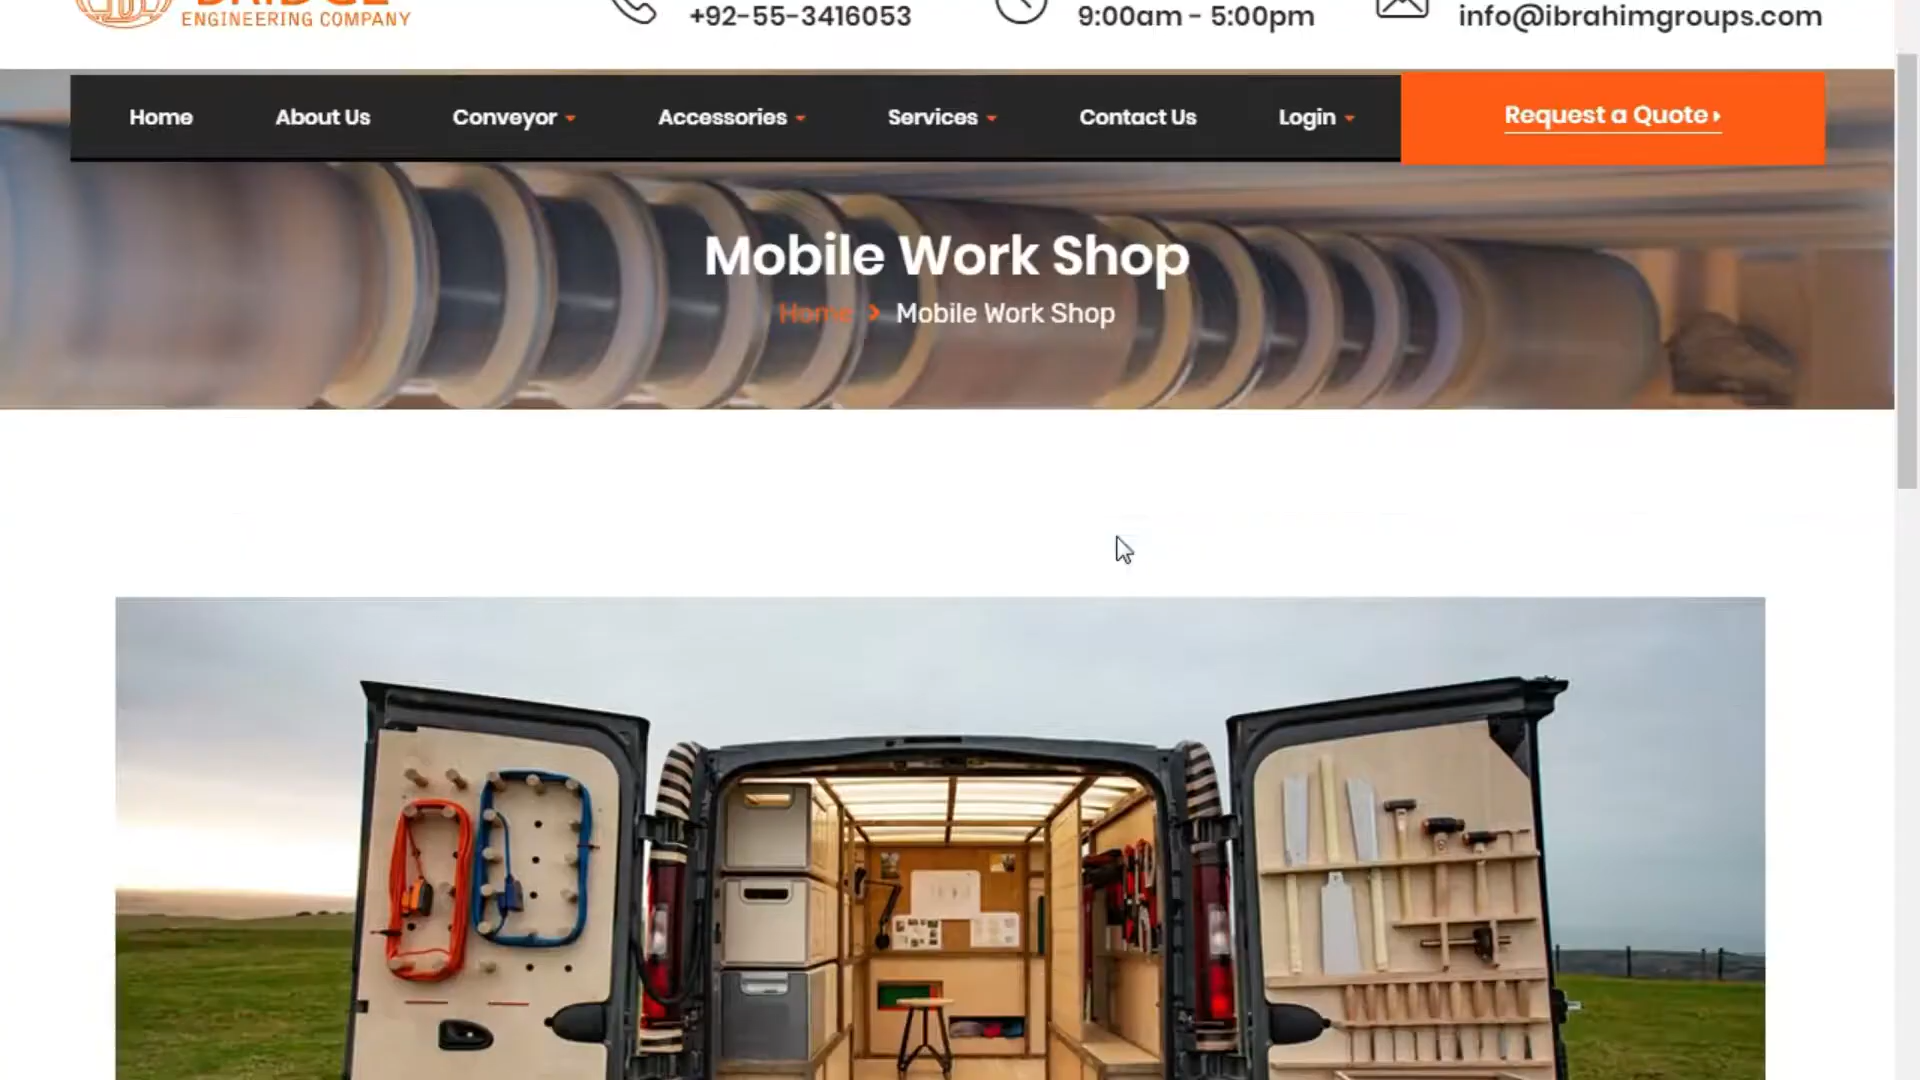 BRIDGE
ENGINEERING COMPANY
+92-55-3416053
9:00am - 5:00pm
info@ibrahimgroups.com
Home
About Us
Conveyor
Accessories
Services
Contact Us
Login
Request a Quote
Mobile Work Shop
Home
Mobile Work Shop